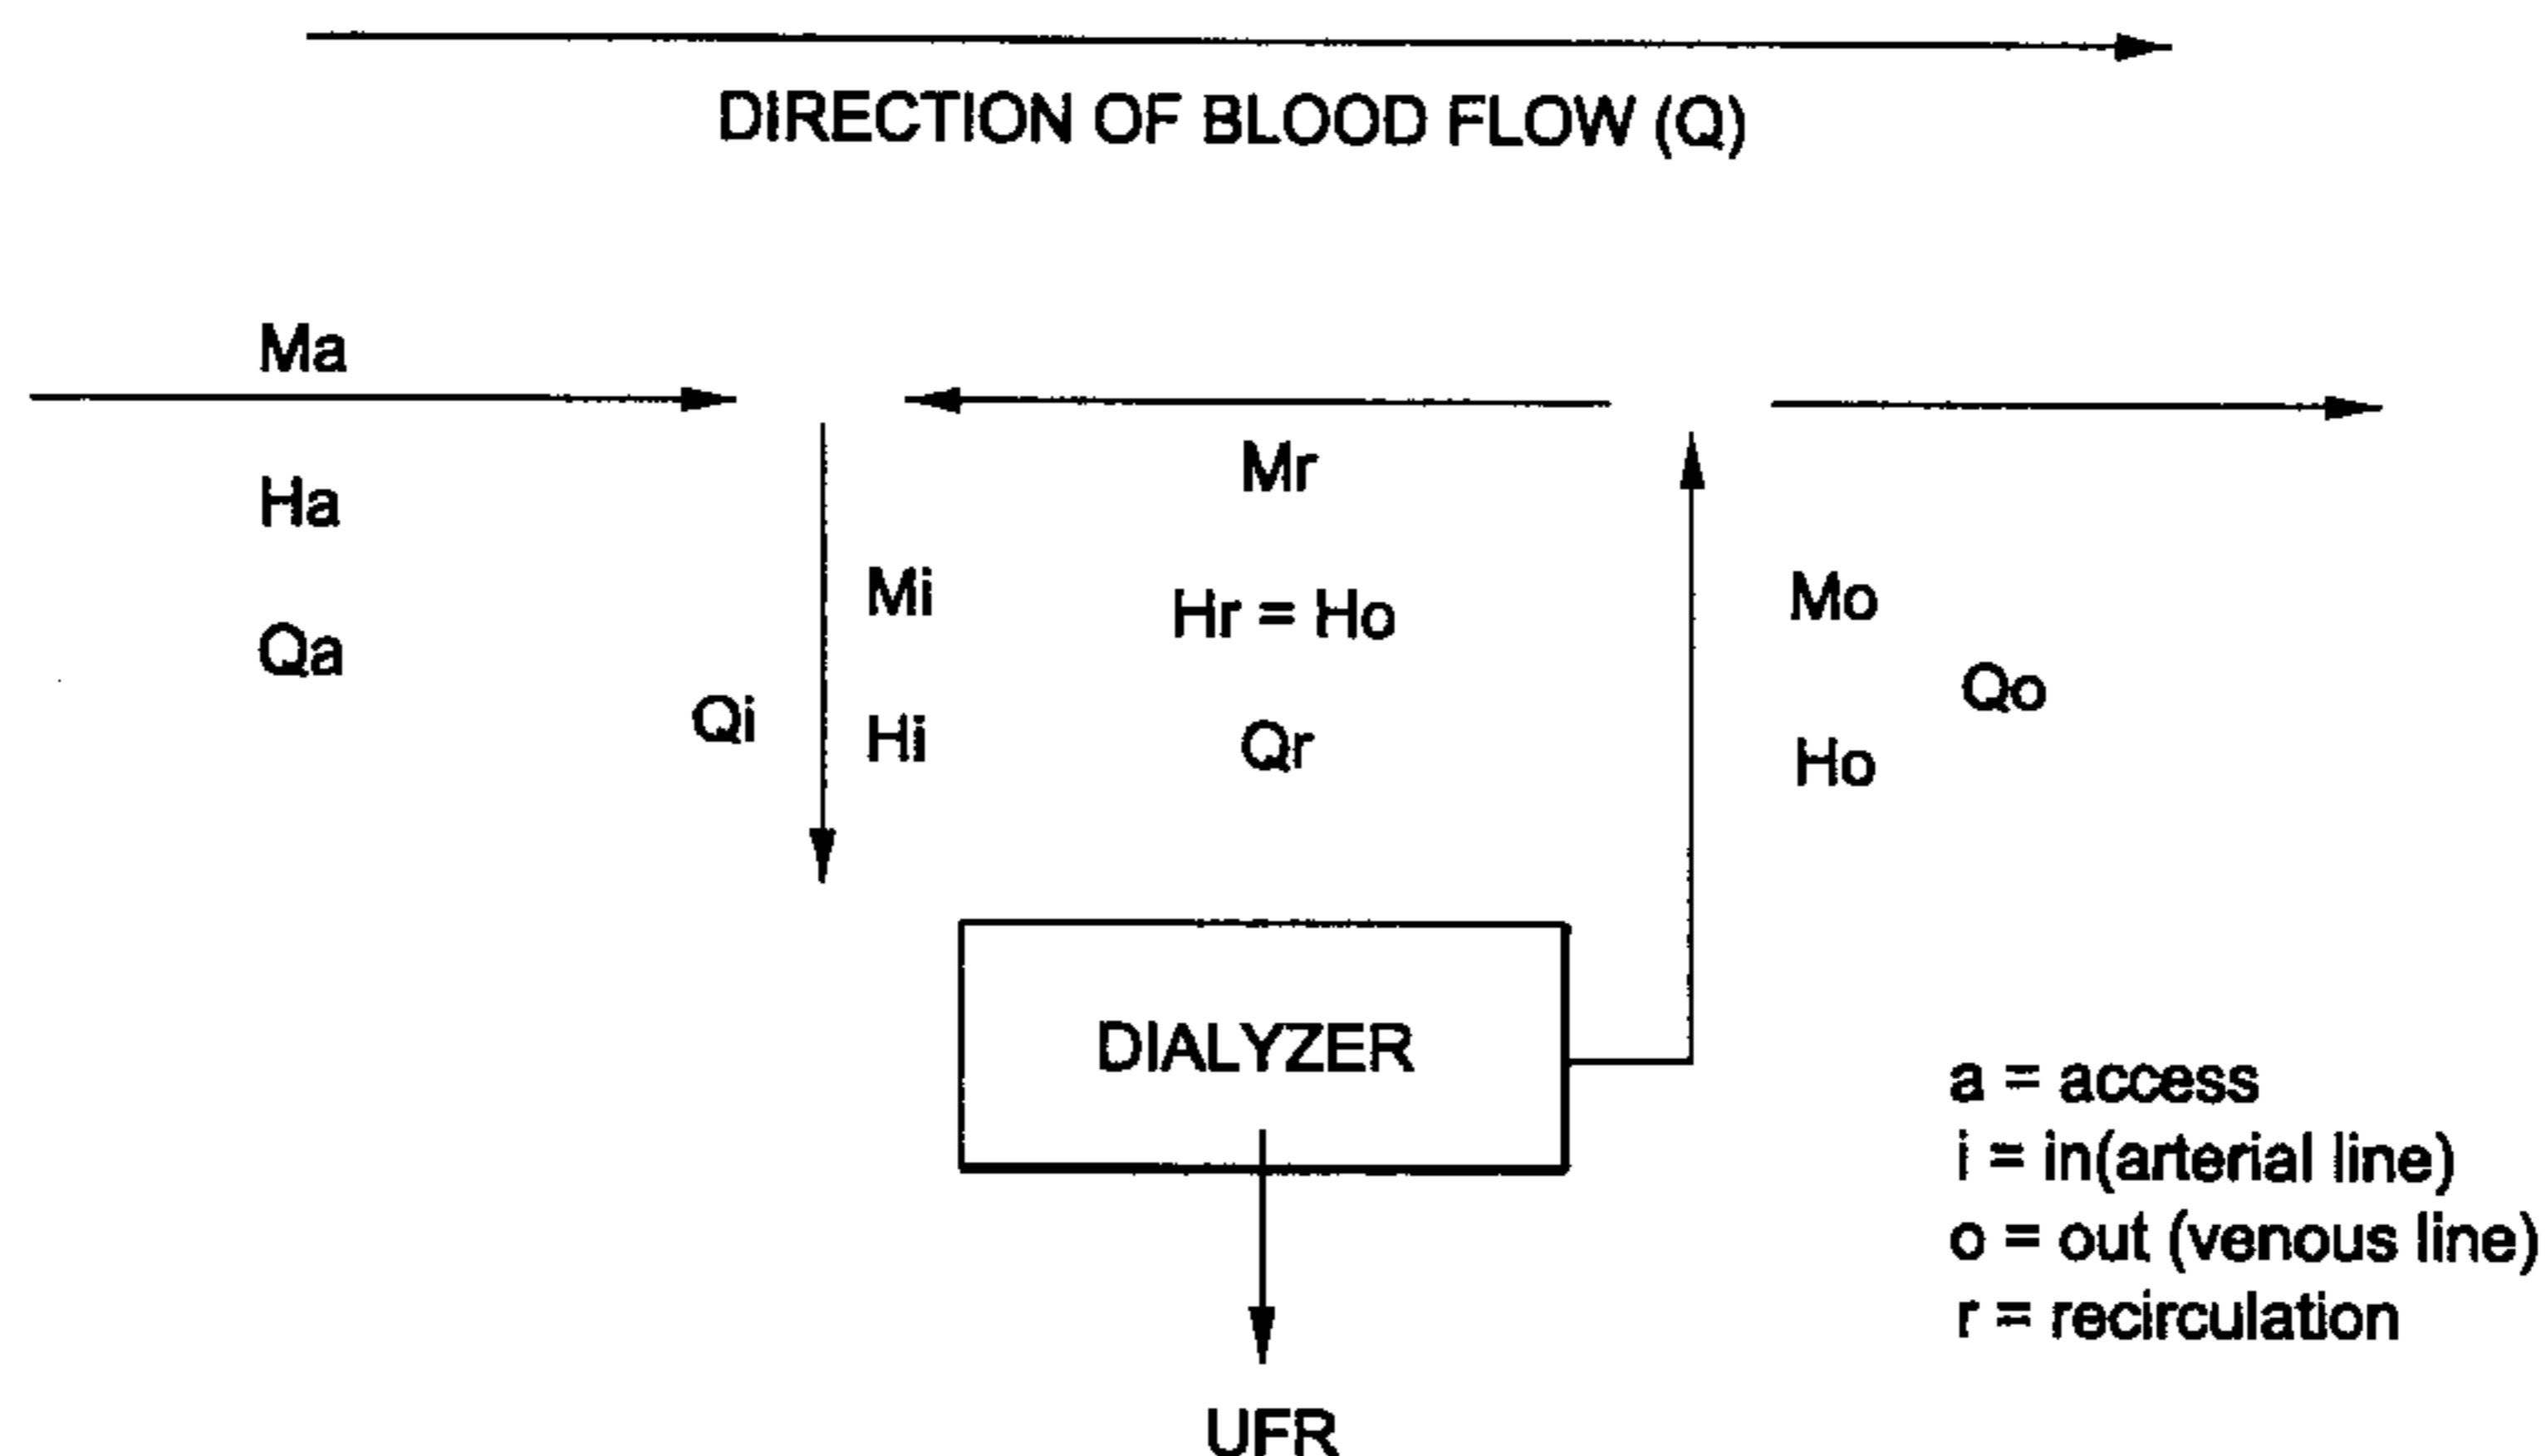 DIRECTION OF BLOOD FLOW (Q)
Ma
Ha
Qa
Qi
Mi
Hi
Mr
Hr = Ho
Qr
Mo
Qo
Ho
DIALYZER
UFR
a = access
i = in(arterial line)
o = out (venous line)
r = recirculation